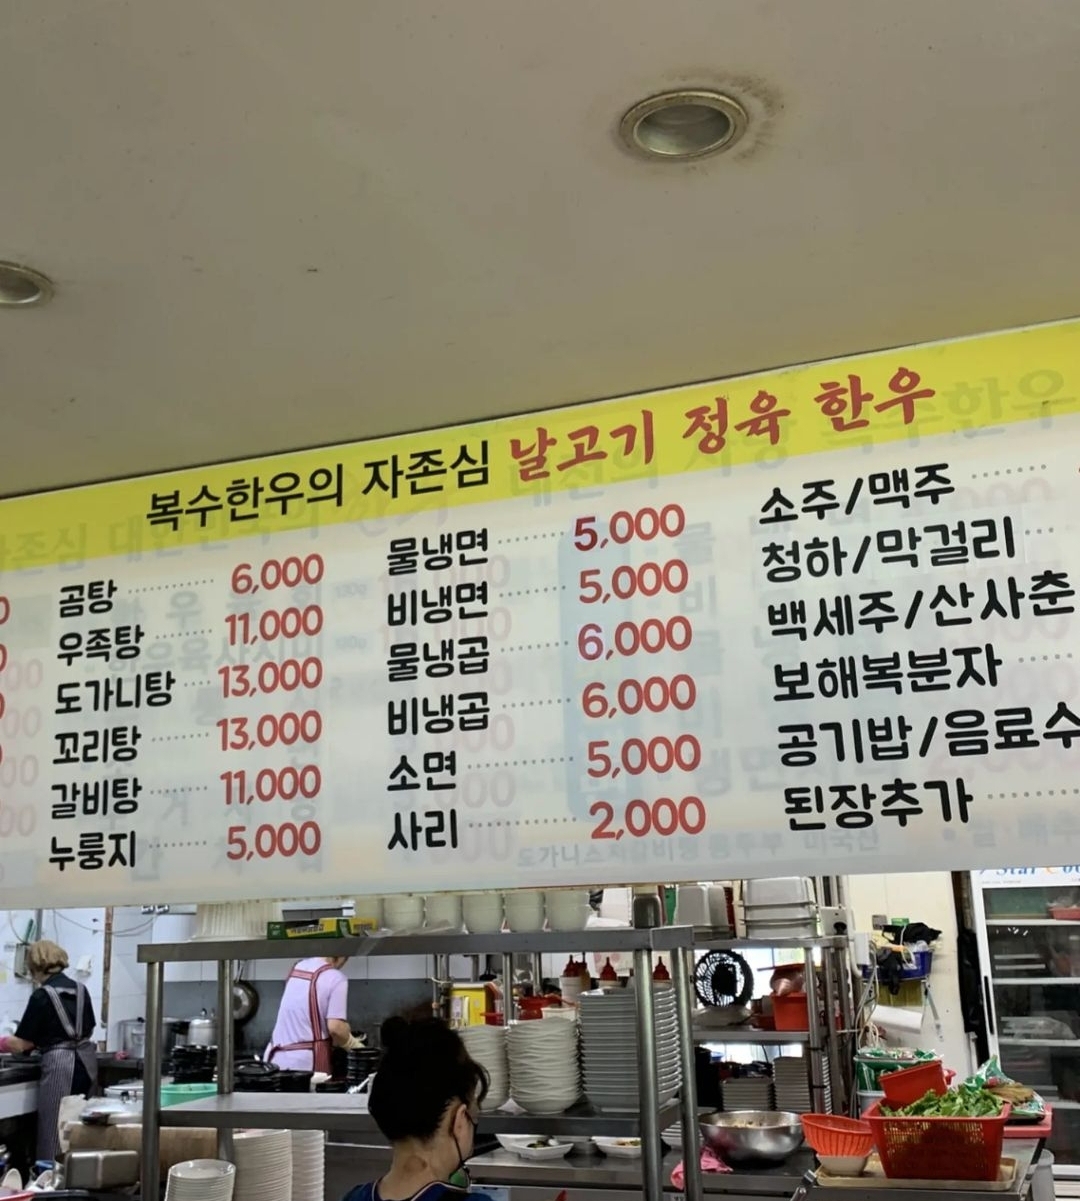 복수한우의 자존심 날고기 정육 한우
곰탕 6,000
우족탕 11,000
도가니탕 13,000
꼬리탕 13,000
갈비탕 11,000
누룽지 5,000
물냉면 5,000
비냉면 5,000
물냉곱 6,000
비냉곱 6,000
소면 5,000
사리 2,000
소주/맥주
청하/막걸리
백세주/산사춘
보해복분자
공기밥/음료수
된장추가